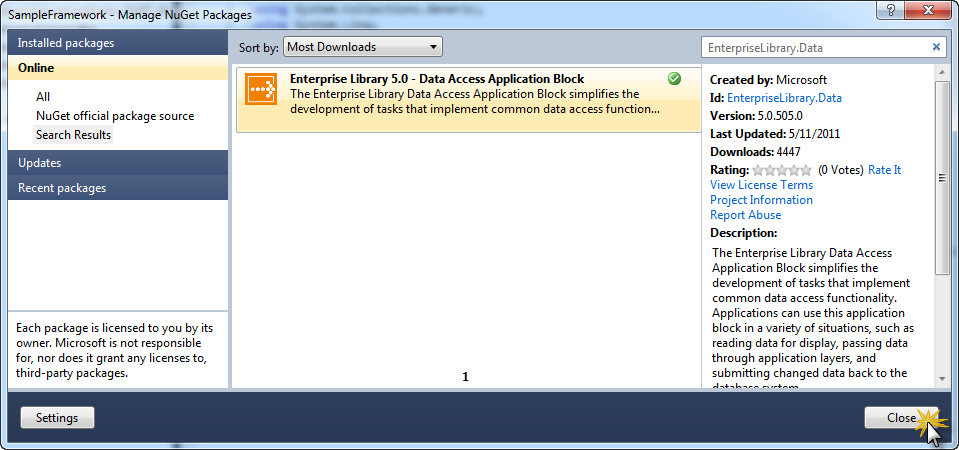 SampleFramework - Manage NuGet Packages
Installed packages
Online
All
NuGet official package source
Search Results
Updates
Recent packages
Each package is licensed to you by its
owner. Microsoft is not responsible
for, nor does it grant any licenses to,
third-party packages.
Sort by: Most Downloads
Enterprise Library 5.0 - Data Access Application Block
The Enterprise Library Data Access Application Block simplifies the
development of tasks that implement common data access function...
1
EnterpriseLibrary.Data
Created by: Microsoft
Id: EnterpriseLibrary.Data
Version: 5.0.505.0
Last Updated: 5/11/2011
Downloads: 4447
Rating: (0 Votes) Rate It
View License Terms
Project Information
Report Abuse
Description:
The Enterprise Library Data Access
Application Block simplifies the
development of tasks that implement
common data access functionality.
Applications can use this application
block in a variety of situations, such as
reading data for display, passing data
through application layers, and
submitting changed data back to the
database system
Settings
Close